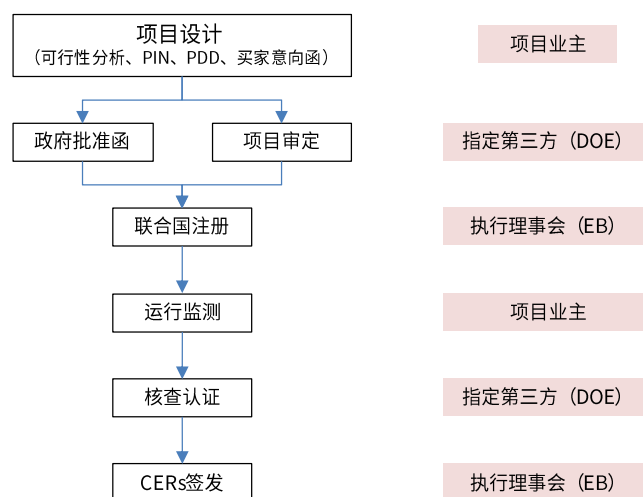 项目设计
（可行性分析、PIN、PDD、买家意向函）
项目业主
政府批准函
项目审定
指定第三方（DOE）
联合国注册
执行理事会（EB）
运行监测
项目业主
核查认证
指定第三方（DOE）
CERs签发
执行理事会（EB）